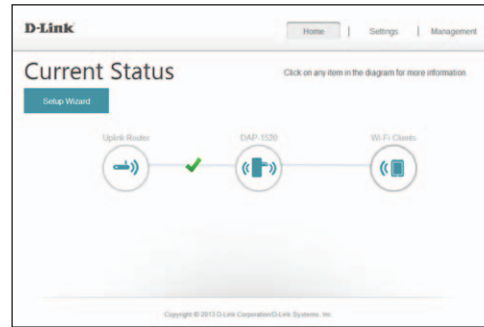 D-Link
Home | Settings | Management
Current Status
Click on any item in the diagram for more information
Setup Wizard
Uplink Router DAP-1520 Wi-Fi Clients
Copyright © 2013 D-Link Corporation/D-Link Systems, Inc.